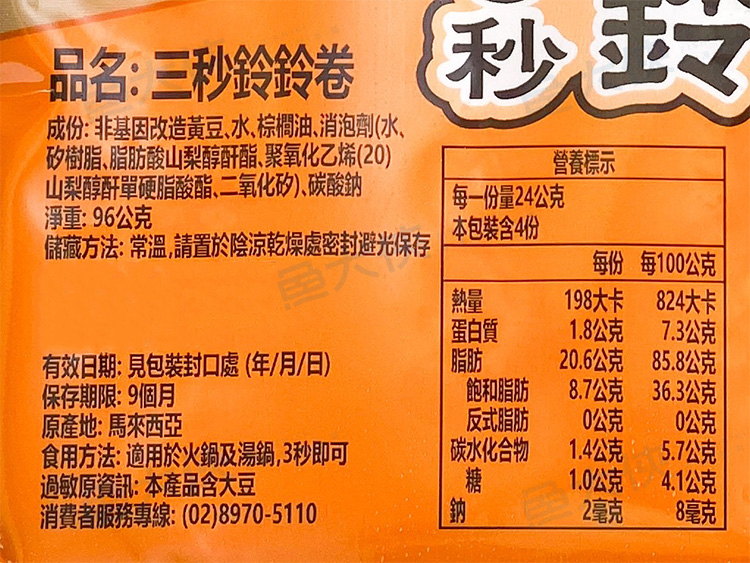 秒鈴
品名: 三秒鈴鈴卷
成份: 非基因改造黃豆、水、棕櫚油、消泡劑(水、
矽樹脂、脂肪酸山梨醇酐酯、聚氧化乙烯(20)
山梨醇酐單硬脂酸酯、二氧化矽)、碳酸鈉
淨重: 96公克
儲藏方法: 常溫,請置於陰涼乾燥處密封避光保存
有效日期: 見包裝封口處 (年/月/日)
保存期限: 9個月
原產地: 馬來西亞
食用方法: 適用於火鍋及湯鍋,3秒即可
過敏原資訊: 本產品含大豆
消費者服務專線: (02)8970-5110
營養標示
每一份量24公克
本包裝含4份
每份 每100公克
熱量 198大卡 824大卡
蛋白質 1.8公克 7.3公克
脂肪 20.6公克 85.8公克
飽和脂肪 8.7公克 36.3公克
反式脂肪 0公克 0公克
碳水化合物 1.4公克 5.7公克
糖 1.0公克 4.1公克
鈉 2毫克 8毫克